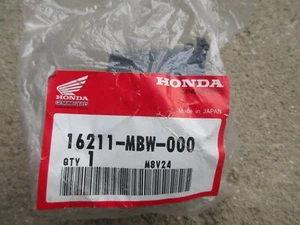 HONDA
HONDA
Made in JAPAN
16211-MBW-000
QTY 1
M8V24